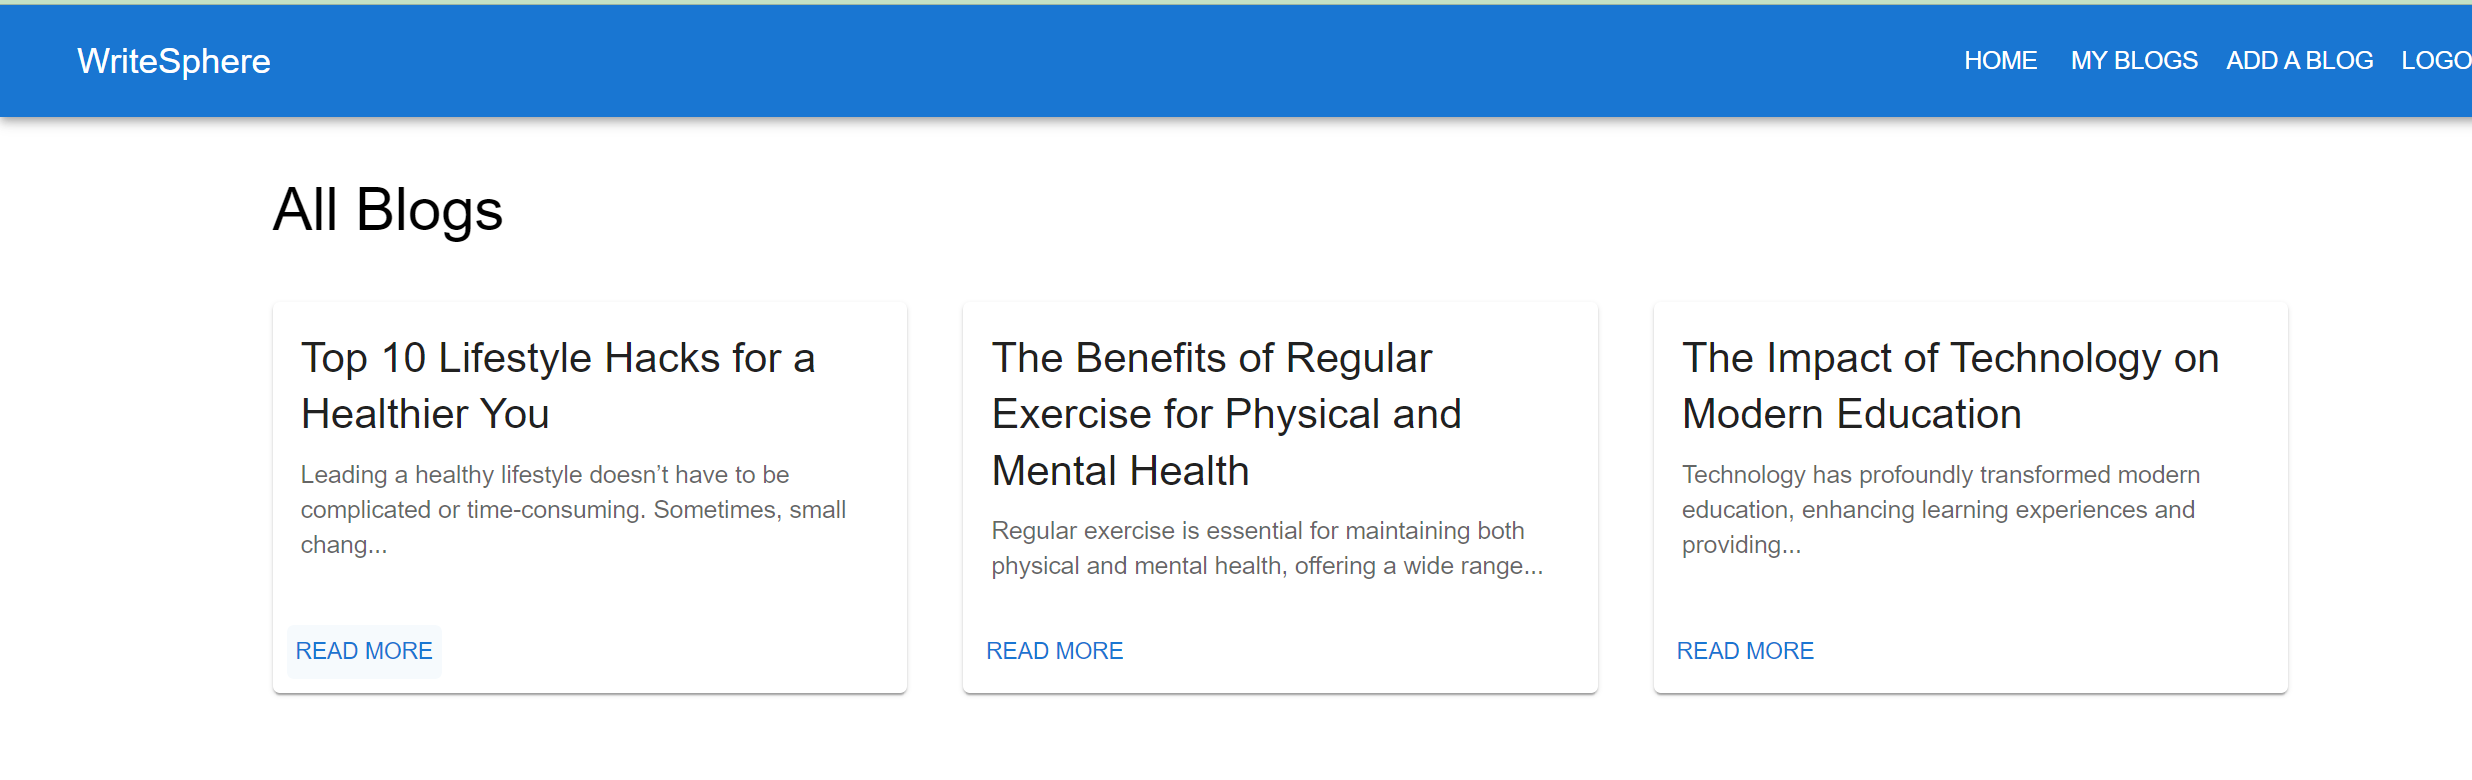 WriteSphere
HOME
MY BLOGS
ADD A BLOG
LOGO
All Blogs
Top 10 Lifestyle Hacks for a
Healthier You
Leading a healthy lifestyle doesn’t have to be
complicated or time-consuming. Sometimes, small
chang...
READ MORE
The Benefits of Regular
Exercise for Physical and
Mental Health
Regular exercise is essential for maintaining both
physical and mental health, offering a wide range...
READ MORE
The Impact of Technology on
Modern Education
Technology has profoundly transformed modern
education, enhancing learning experiences and
providing...
READ MORE